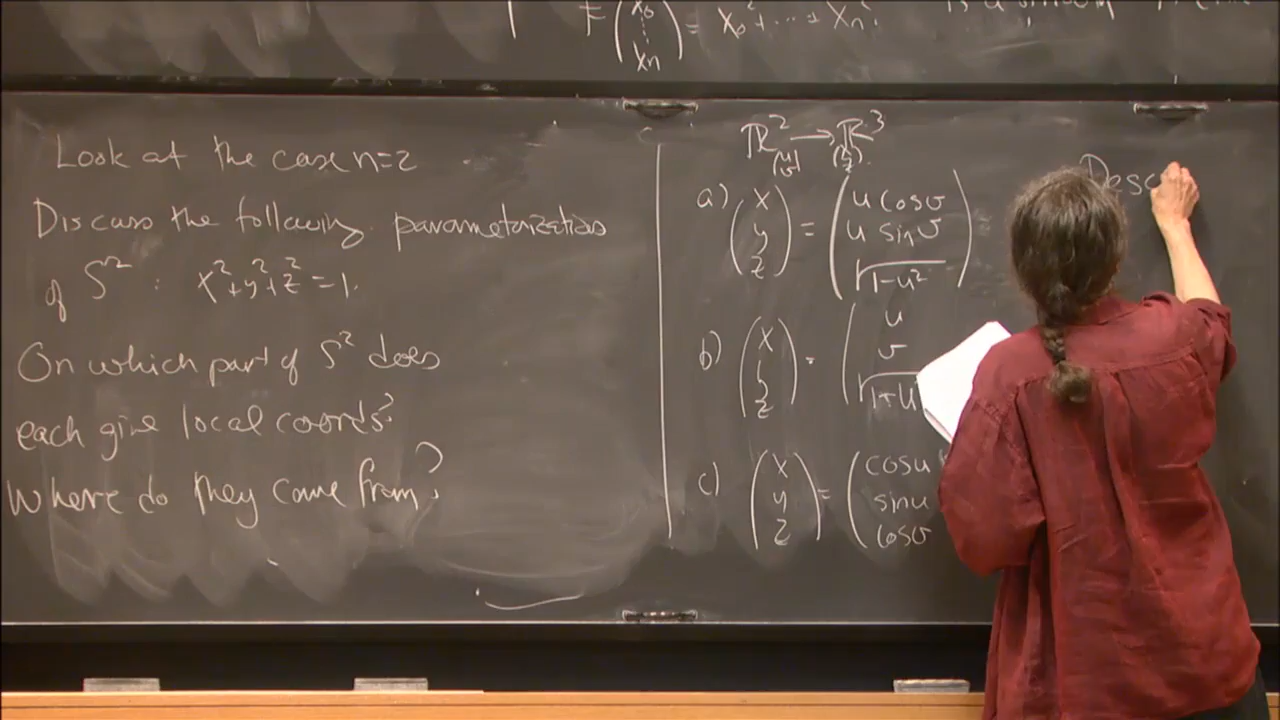 F(x₀ ⋮ xₙ) = x₀² + ⋯ + xₙ². is a smooth
Look at the case n=2
Discuss the following parametrizations
of S² : x²+y²+z²=1.
On which part of S² does
each give local coords?
Where do they come from?
ℝ² → ℝ³
(u v) (x y z).
a) (x y z) = (u cos v
u sin v
√1-u²)
b) (x y z) = (u
v
√1+u
c) (x y z) = (cos u
sin u
cos v
Desc